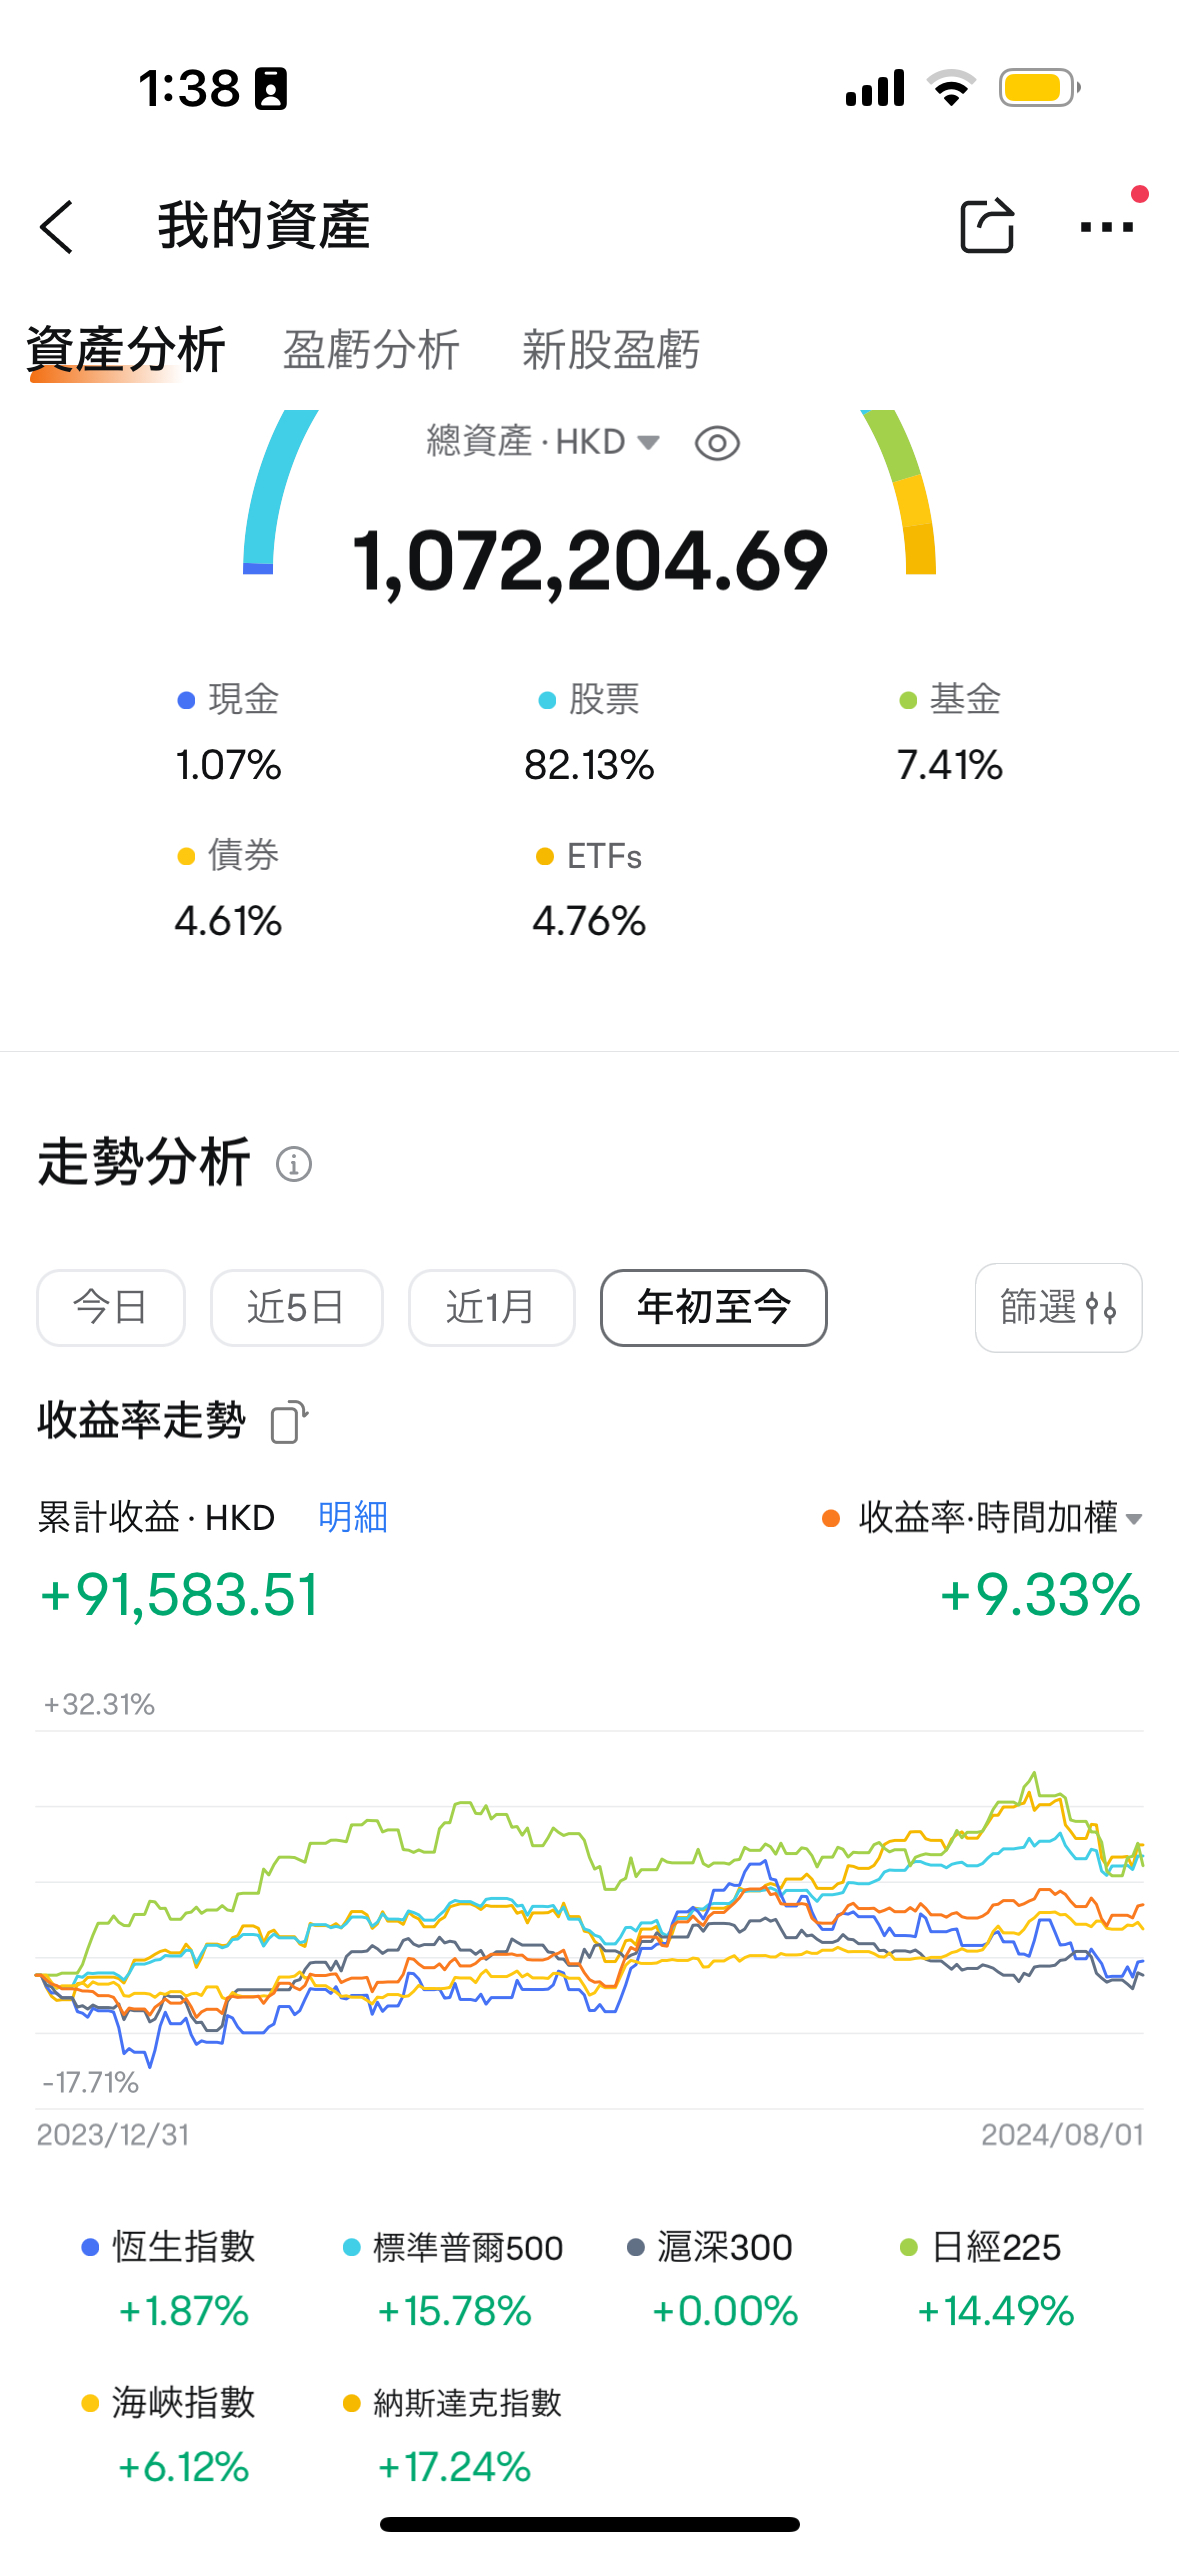 1:38
我的資產
資產分析 盈虧分析 新股盈虧
總資產 · HKD
1,072,204.69
現金 股票 基金
1.07% 82.13% 7.41%
債券 ETFs
4.61% 4.76%
走勢分析
今日 近5日 近1月 年初至今 篩選
收益率走勢
累計收益 · HKD 明細 收益率·時間加權
+91,583.51 +9.33%
+32.31%
-17.71%
2023/12/31 2024/08/01
恆生指數 標準普爾500 滬深300 日經225
+1.87% +15.78% +0.00% +14.49%
海峽指數 納斯達克指數
+6.12% +17.24%